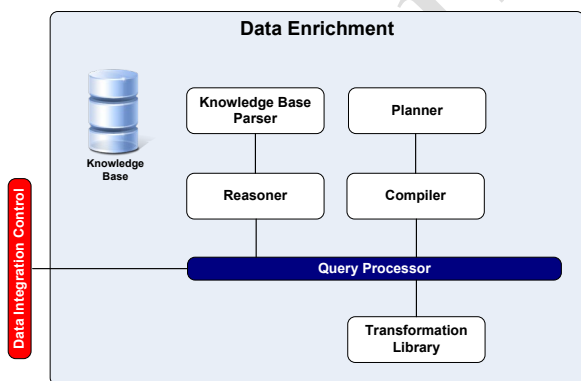 Data Enrichment
Knowledge Base
Parser
Planner
Knowledge
Base
Reasoner
Compiler
Data Integration Control
Query Processor
Transformation
Library